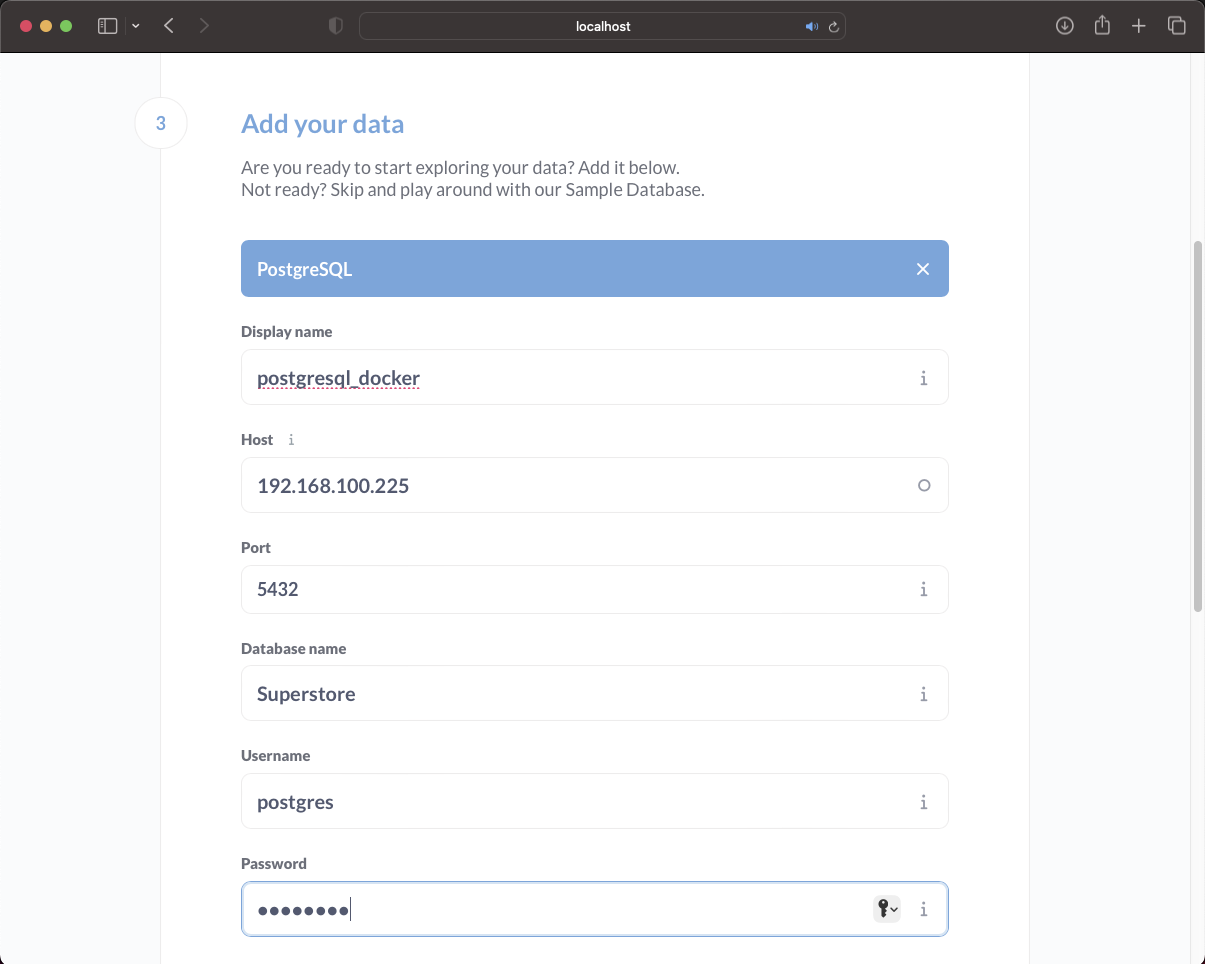 localhost
3
Add your data
Are you ready to start exploring your data? Add it below.
Not ready? Skip and play around with our Sample Database.
PostgreSQL
Display name
postgresql_docker
Host
192.168.100.225
Port
5432
Database name
Superstore
Username
postgres
Password